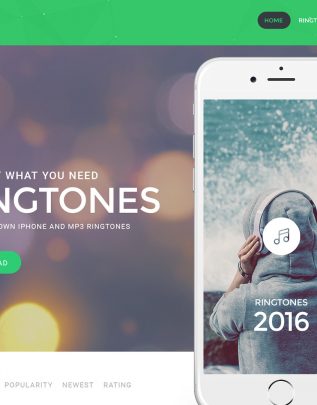 HOME RINGT
WHAT YOU NEED
NGTONES
OWN IPHONE AND MP3 RINGTONES
AD
RINGTONES
2016
POPULARITY NEWEST RATING